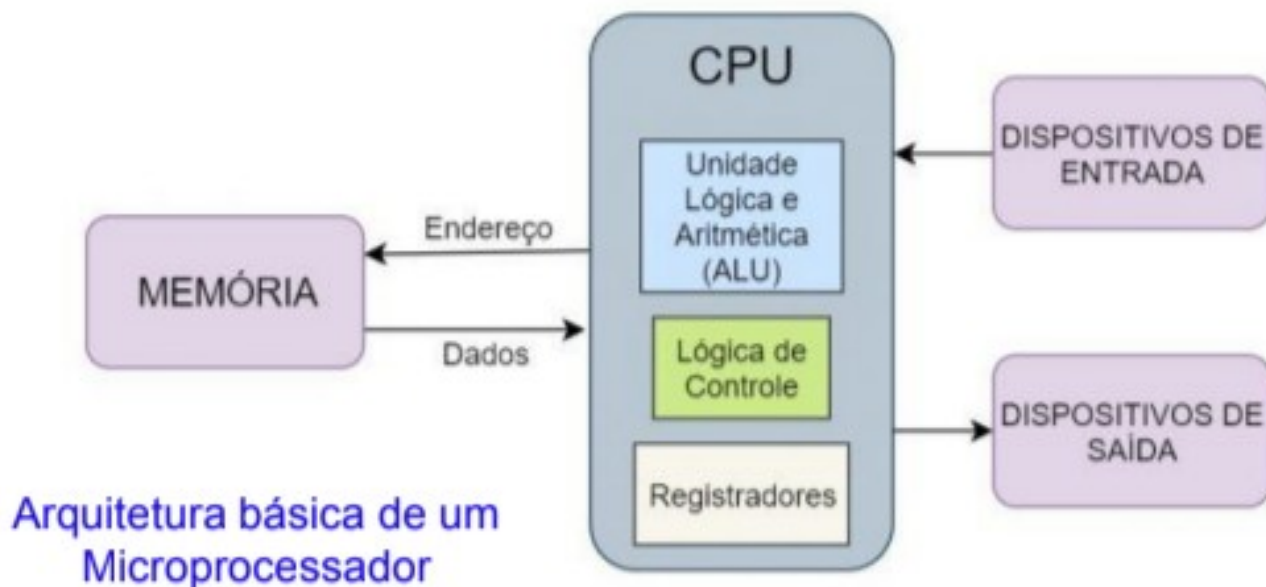 CPU
Unidade
Lógica e
Aritmética
(ALU)
Lógica de
Controle
Registradores
Endereço
MEMÓRIA
Dados
DISPOSITIVOS DE
ENTRADA
DISPOSITIVOS DE
SAÍDA
Arquitetura básica de um
Microprocessador